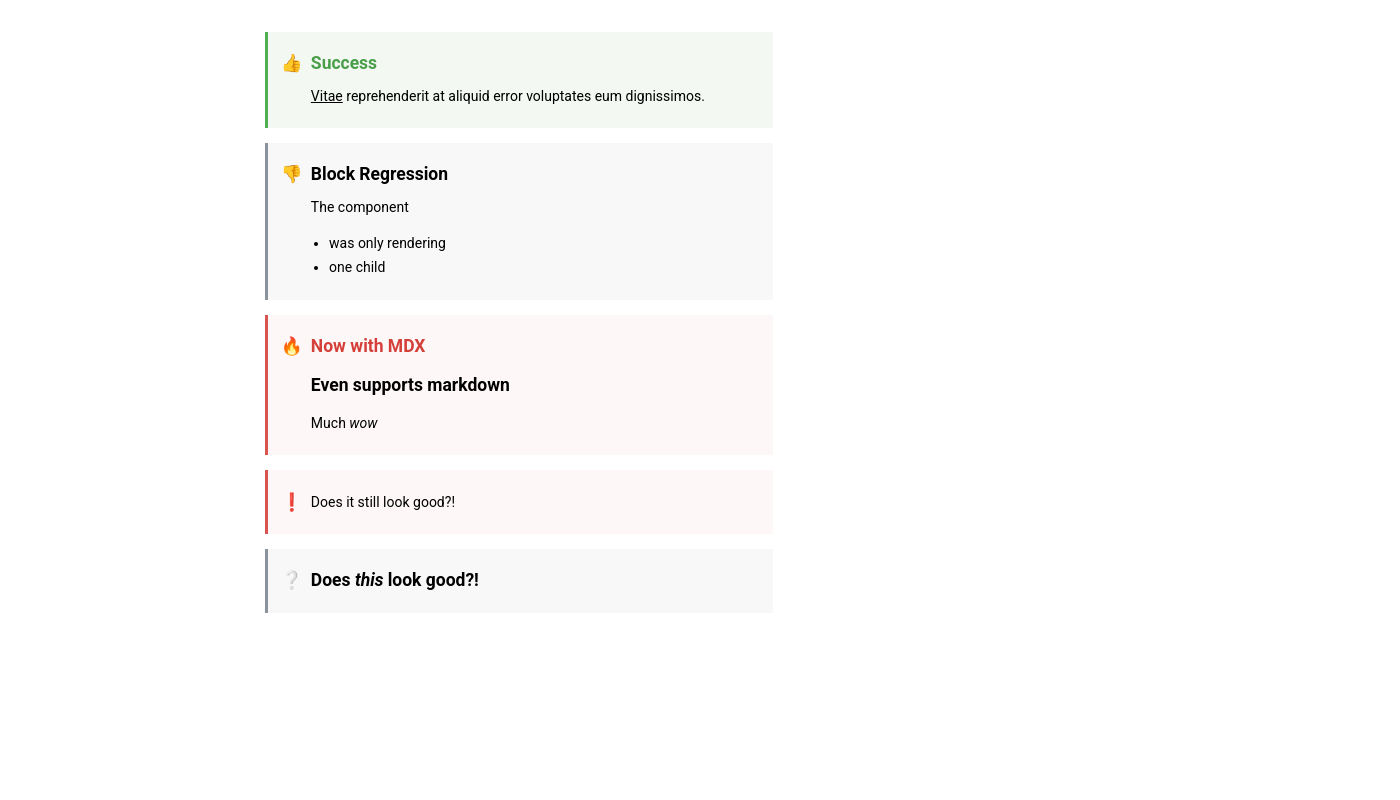 👍 Success
Vitae reprehenderit at aliquid error voluptates eum dignissimos.
👎 Block Regression
The component
• was only rendering
• one child
🔥 Now with MDX
Even supports markdown
Much wow
❗ Does it still look good?!
❔ Does this look good?!